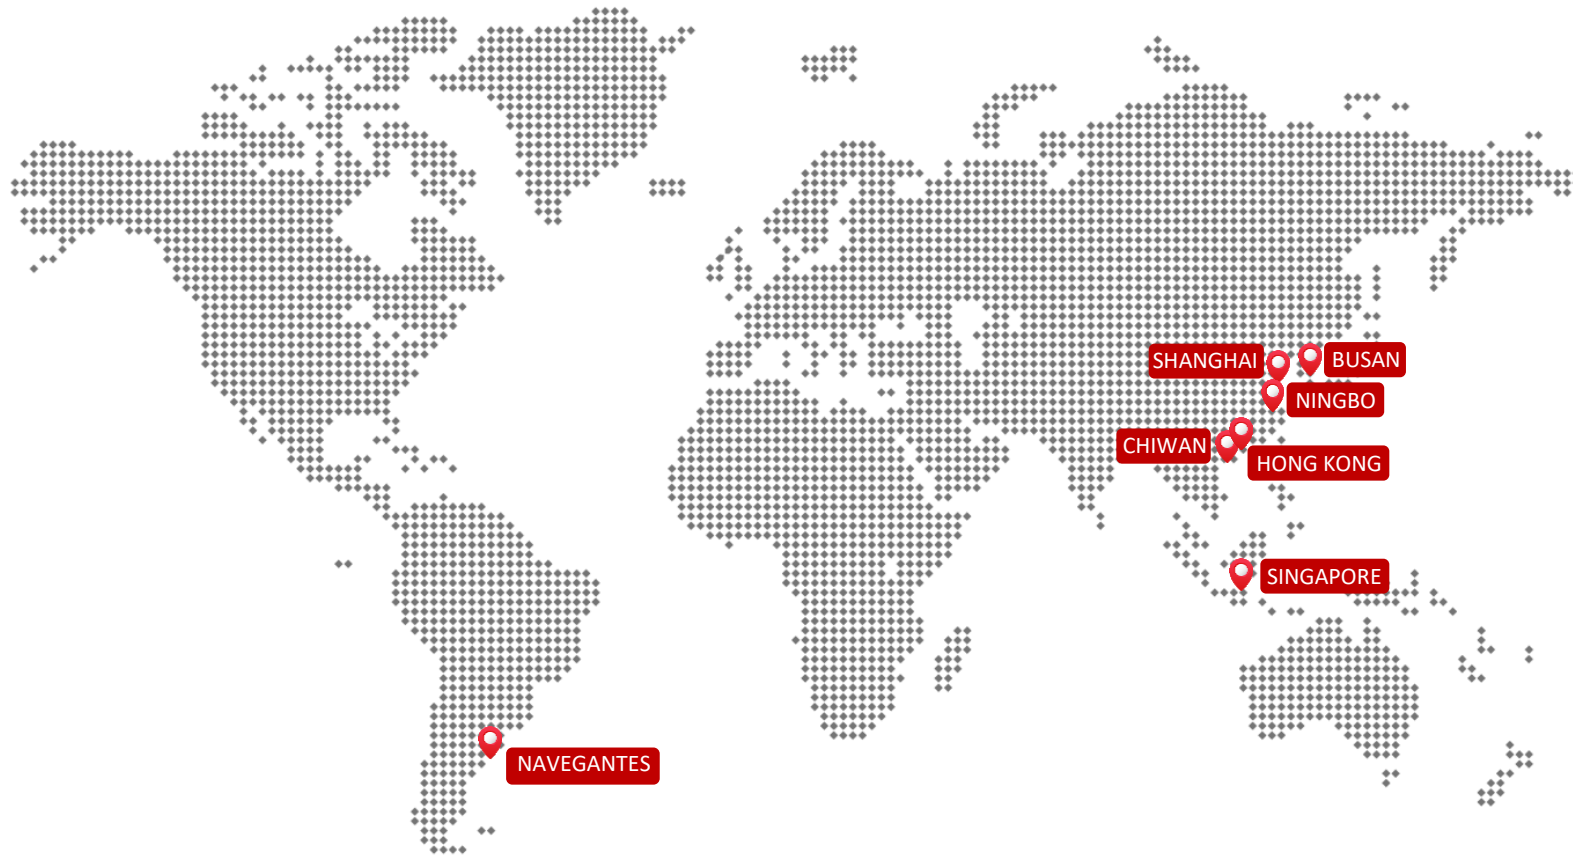 SHANGHAI
BUSAN
NINGBO
CHIWAN
HONG KONG
SINGAPORE
NAVEGANTES